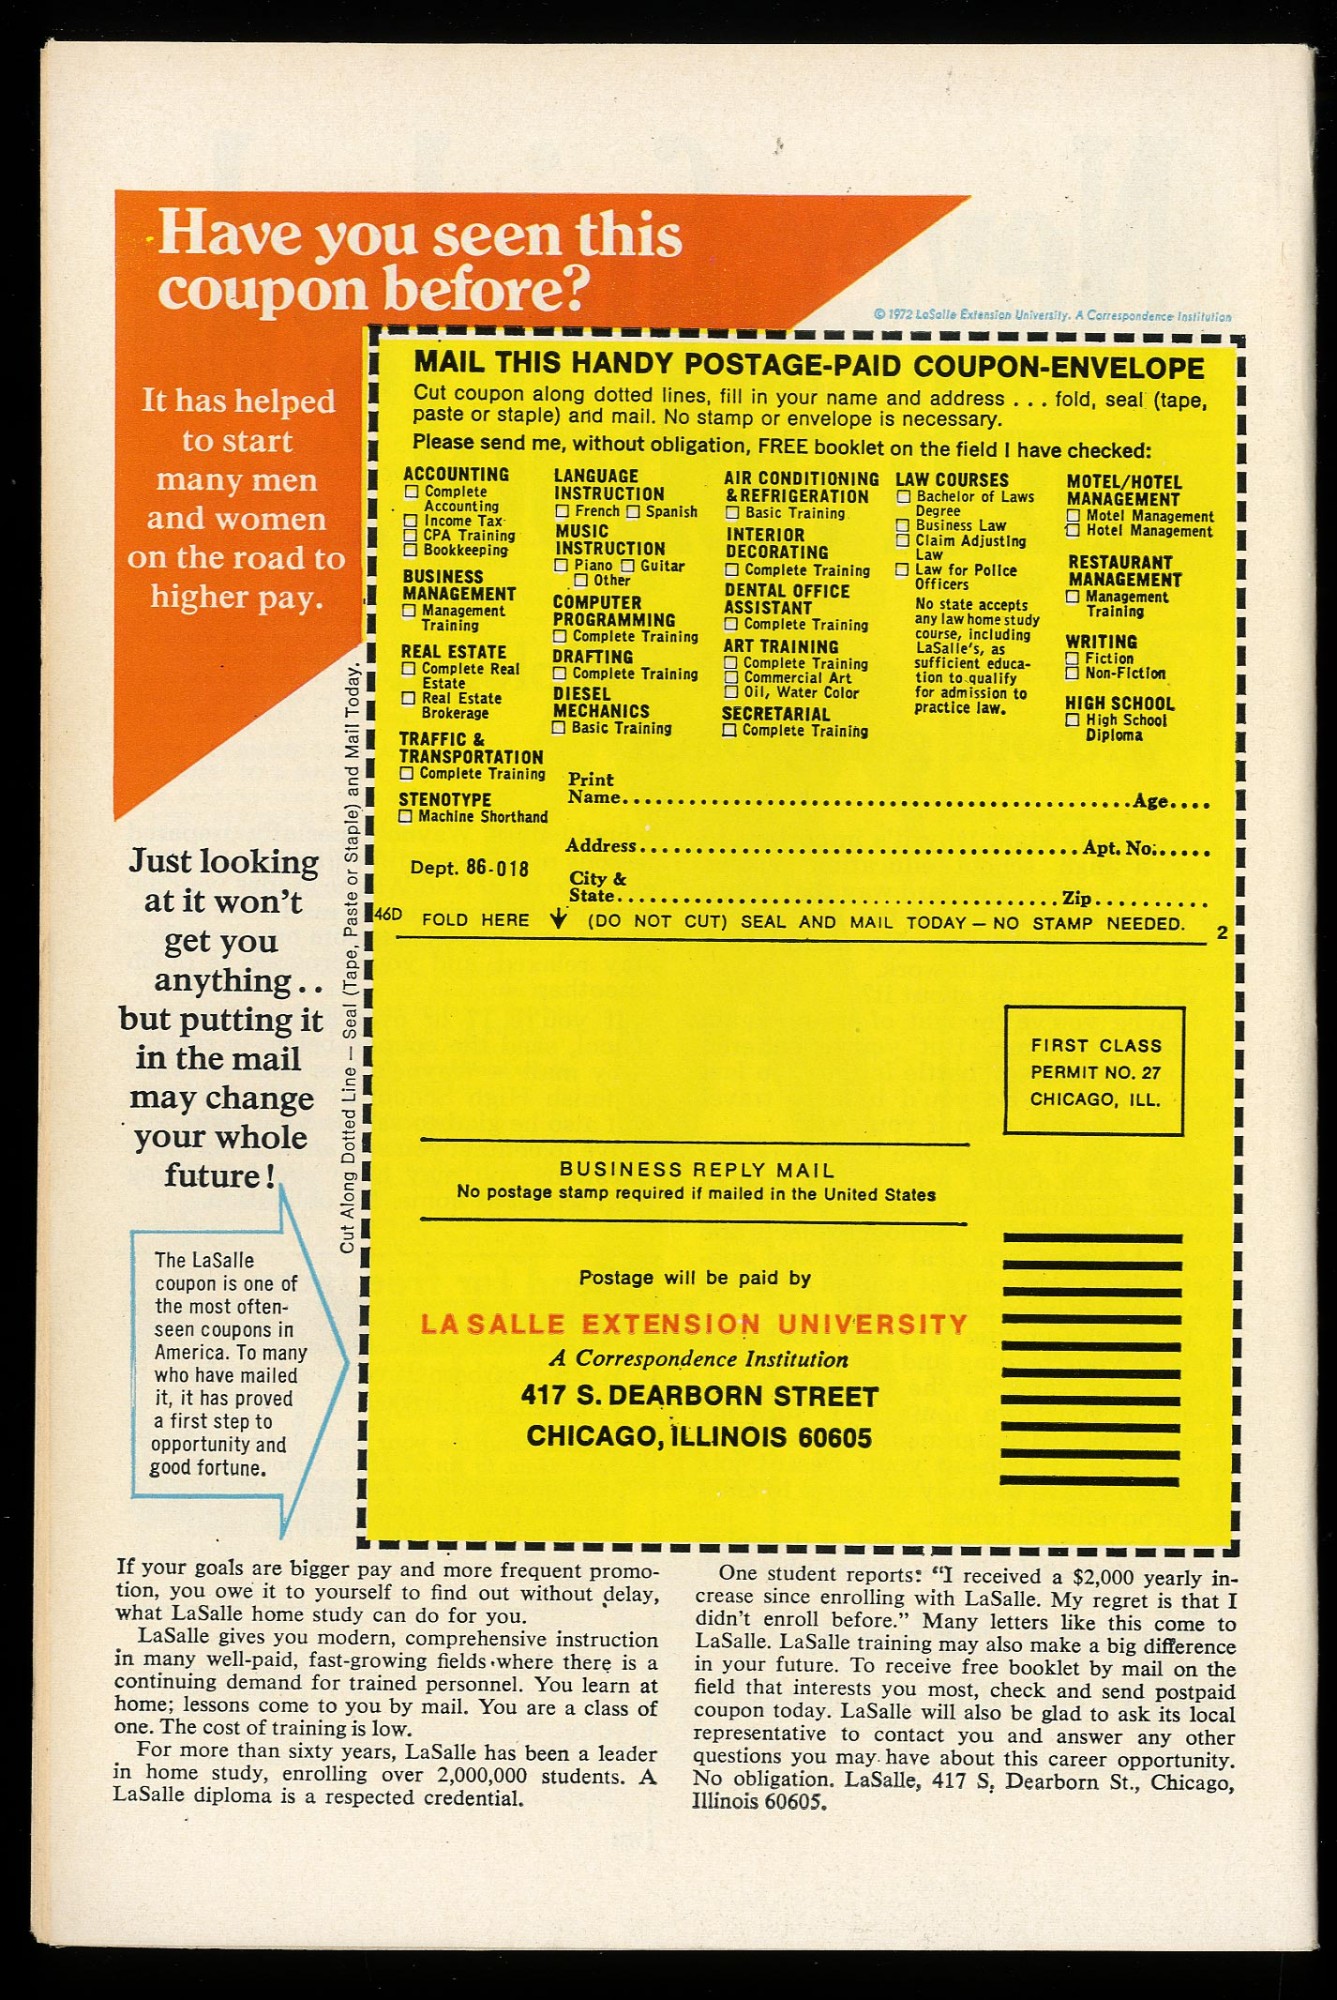 Have you seen this
coupon before?
© 1972 LaSalle Extension University. A Correspondence Institution
It has helped
to start
many men
and women
on the road to
higher pay.
Just looking
at it won't
get you
anything . .
but putting it
in the mail
may change
your whole
future!
The LaSalle
coupon is one of
the most often-
seen coupons in
America. To many
who have mailed
it, it has proved
a first step to
opportunity and
good fortune.
Cut Along Dotted Line — Seal (Tape, Paste or Staple) and Mail Today.
MAIL THIS HANDY POSTAGE-PAID COUPON-ENVELOPE
Cut coupon along dotted lines, fill in your name and address . . . fold, seal (tape,
paste or staple) and mail. No stamp or envelope is necessary.
Please send me, without obligation, FREE booklet on the field I have checked:
ACCOUNTING
☐ Complete
Accounting
☐ Income Tax
☐ CPA Training
☐ Bookkeeping
BUSINESS
MANAGEMENT
☐ Management
Training
REAL ESTATE
☐ Complete Real
Estate
☐ Real Estate
Brokerage
TRAFFIC &
TRANSPORTATION
☐ Complete Training
STENOTYPE
☐ Machine Shorthand
LANGUAGE
INSTRUCTION
☐ French ☐ Spanish
MUSIC
INSTRUCTION
☐ Piano ☐ Guitar
☐ Other
COMPUTER
PROGRAMMING
☐ Complete Training
DRAFTING
☐ Complete Training
DIESEL
MECHANICS
☐ Basic Training
AIR CONDITIONING
& REFRIGERATION
☐ Basic Training
INTERIOR
DECORATING
☐ Complete Training
DENTAL OFFICE
ASSISTANT
☐ Complete Training
ART TRAINING
☐ Complete Training
☐ Commercial Art
☐ Oil, Water Color
SECRETARIAL
☐ Complete Training
LAW COURSES
☐ Bachelor of Laws
Degree
☐ Business Law
☐ Claim Adjusting
Law
☐ Law for Police
Officers
No state accepts
any law home study
course, including
LaSalle's, as
sufficient educa-
tion to qualify
for admission to
practice law.
MOTEL/HOTEL
MANAGEMENT
☐ Motel Management
☐ Hotel Management
RESTAURANT
MANAGEMENT
☐ Management
Training
WRITING
☐ Fiction
☐ Non-Fiction
HIGH SCHOOL
☐ High School
Diploma
Print
Name.......... Age....
Address.......... Apt. No......
Dept. 86-018
City &
State.......... Zip..........
46D FOLD HERE ↓ (DO NOT CUT) SEAL AND MAIL TODAY — NO STAMP NEEDED. 2
FIRST CLASS
PERMIT NO. 27
CHICAGO, ILL.
BUSINESS REPLY MAIL
No postage stamp required if mailed in the United States
Postage will be paid by
LA SALLE EXTENSION UNIVERSITY
A Correspondence Institution
417 S. DEARBORN STREET
CHICAGO, ILLINOIS 60605
If your goals are bigger pay and more frequent promo-
tion, you owe it to yourself to find out without delay,
what LaSalle home study can do for you.
LaSalle gives you modern, comprehensive instruction
in many well-paid, fast-growing fields where there is a
continuing demand for trained personnel. You learn at
home; lessons come to you by mail. You are a class of
one. The cost of training is low.
For more than sixty years, LaSalle has been a leader
in home study, enrolling over 2,000,000 students. A
LaSalle diploma is a respected credential.
One student reports: “I received a $2,000 yearly in-
crease since enrolling with LaSalle. My regret is that I
didn't enroll before.” Many letters like this come to
LaSalle. LaSalle training may also make a big difference
in your future. To receive free booklet by mail on the
field that interests you most, check and send postpaid
coupon today. LaSalle will also be glad to ask its local
representative to contact you and answer any other
questions you may have about this career opportunity.
No obligation. LaSalle, 417 S. Dearborn St., Chicago,
Illinois 60605.